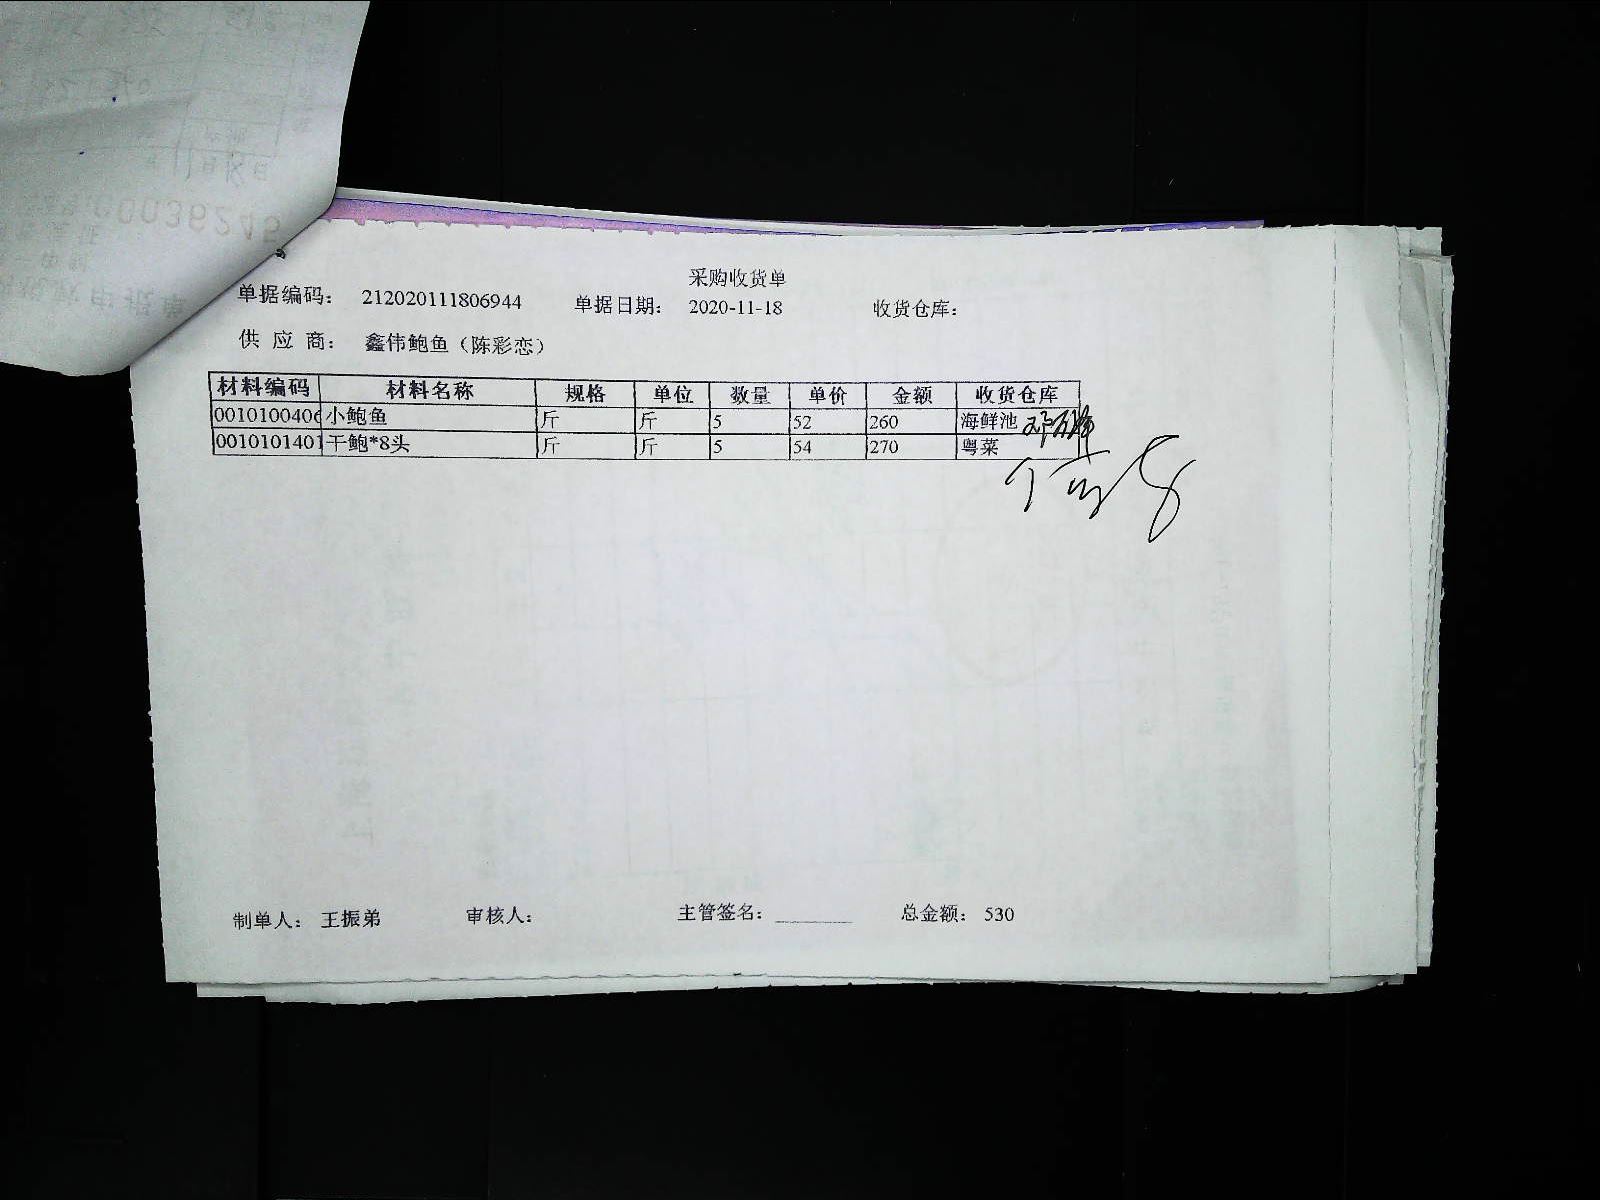 采购收货单
单据编码： 212020111806944 单据日期： 2020-11-18 收货仓库：
供 应 商： 鑫伟鲍鱼（陈彩恋）
材料编码 材料名称 规格 单位 数量 单价 金额 收货仓库
0010100406 小鲍鱼 斤 斤 5 52 260 海鲜池
0010101401 干鲍*8头 斤 斤 5 54 270 粤菜
制单人： 王振弟 审核人： 主管签名： 总金额： 530